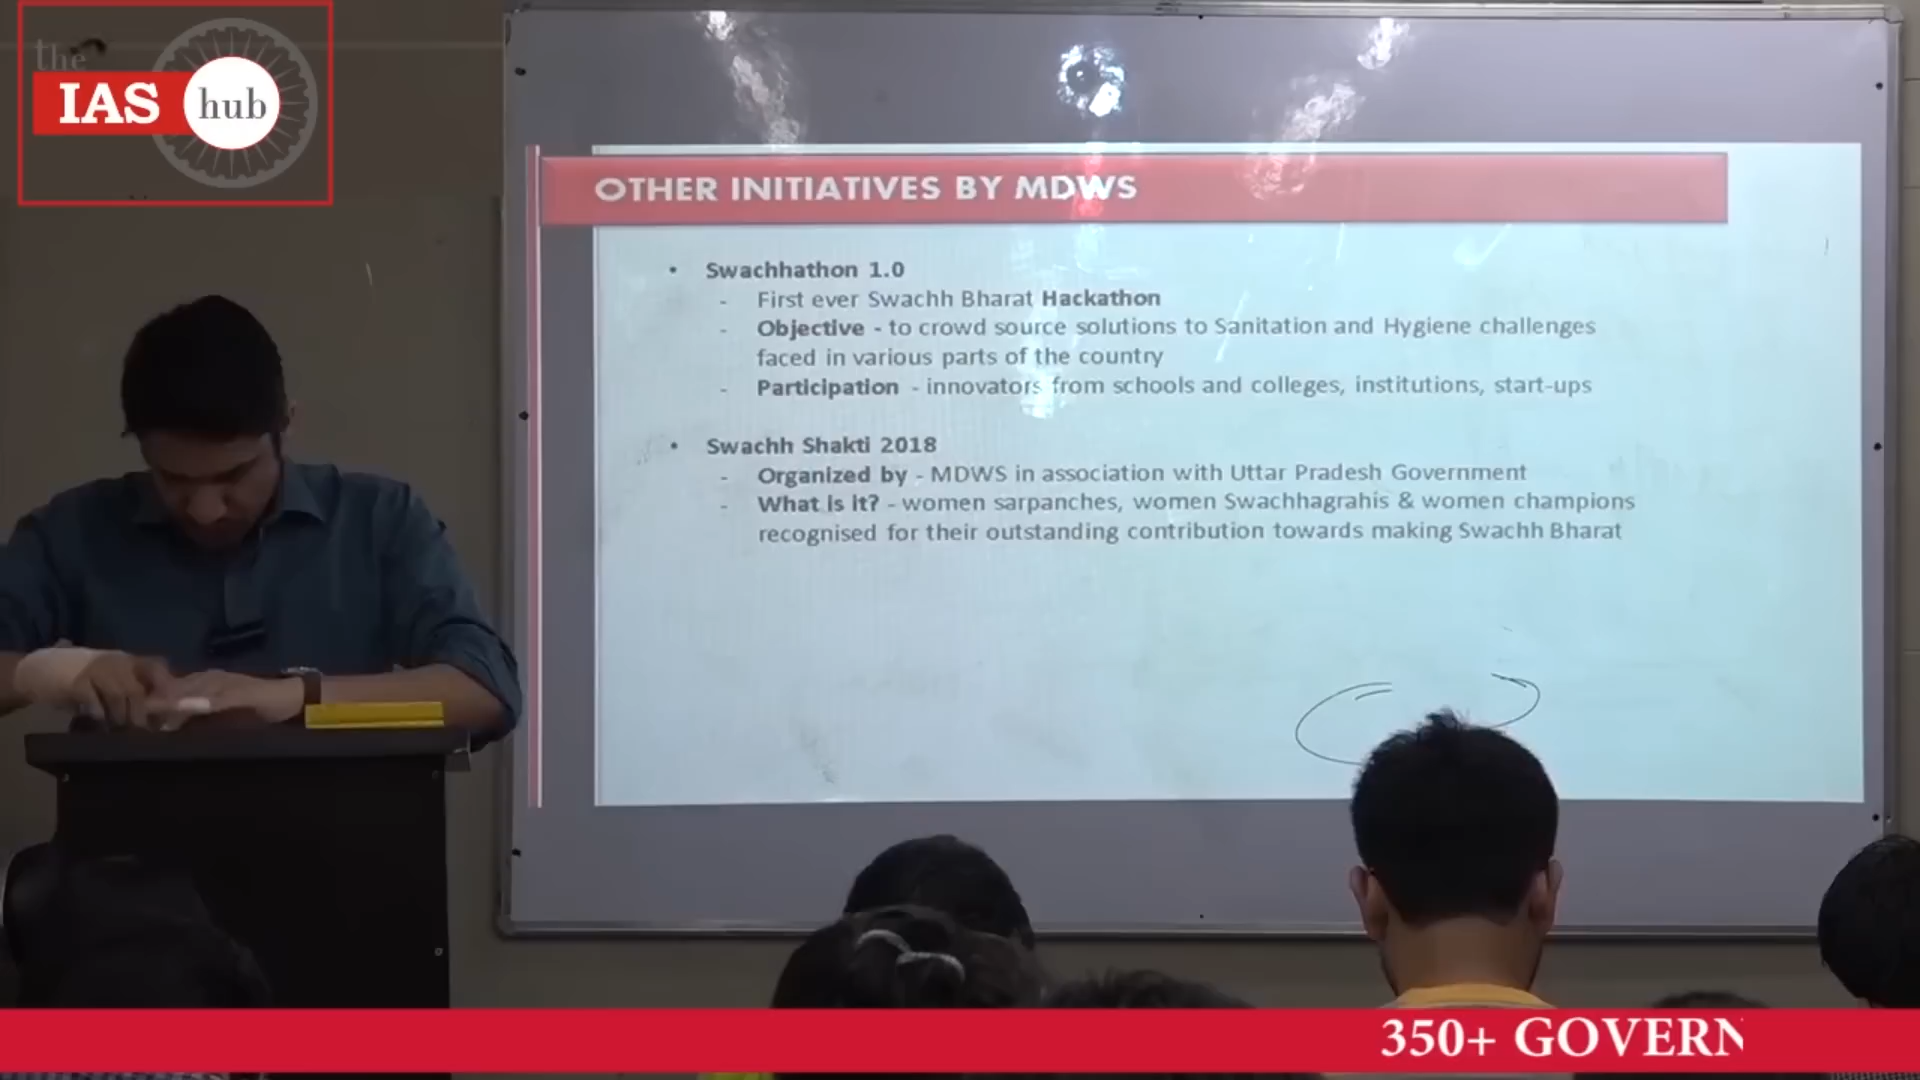 the
IAS hub
OTHER INITIATIVES BY MDWS
• Swachhathon 1.0
- First ever Swachh Bharat Hackathon
- Objective - to crowd source solutions to Sanitation and Hygiene challenges
faced in various parts of the country
- Participation - innovators from schools and colleges, institutions, start-ups
• Swachh Shakti 2018
- Organized by - MDWS in association with Uttar Pradesh Government
- What is it? - women sarpanches, women Swachhagrahis & women champions
recognised for their outstanding contribution towards making Swachh Bharat
350+ GOVERN